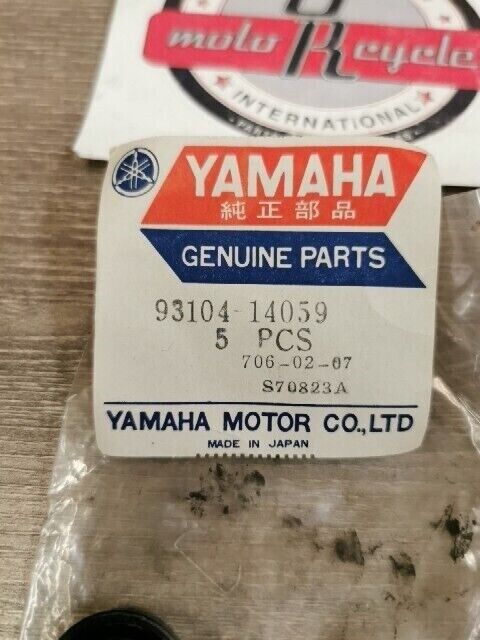 moto R cycle
INTERNATIONAL
YAMAHA
純正部品
GENUINE PARTS
93104-14059
5 PCS
706-02-07
S70823A
YAMAHA MOTOR CO.,LTD
MADE IN JAPAN